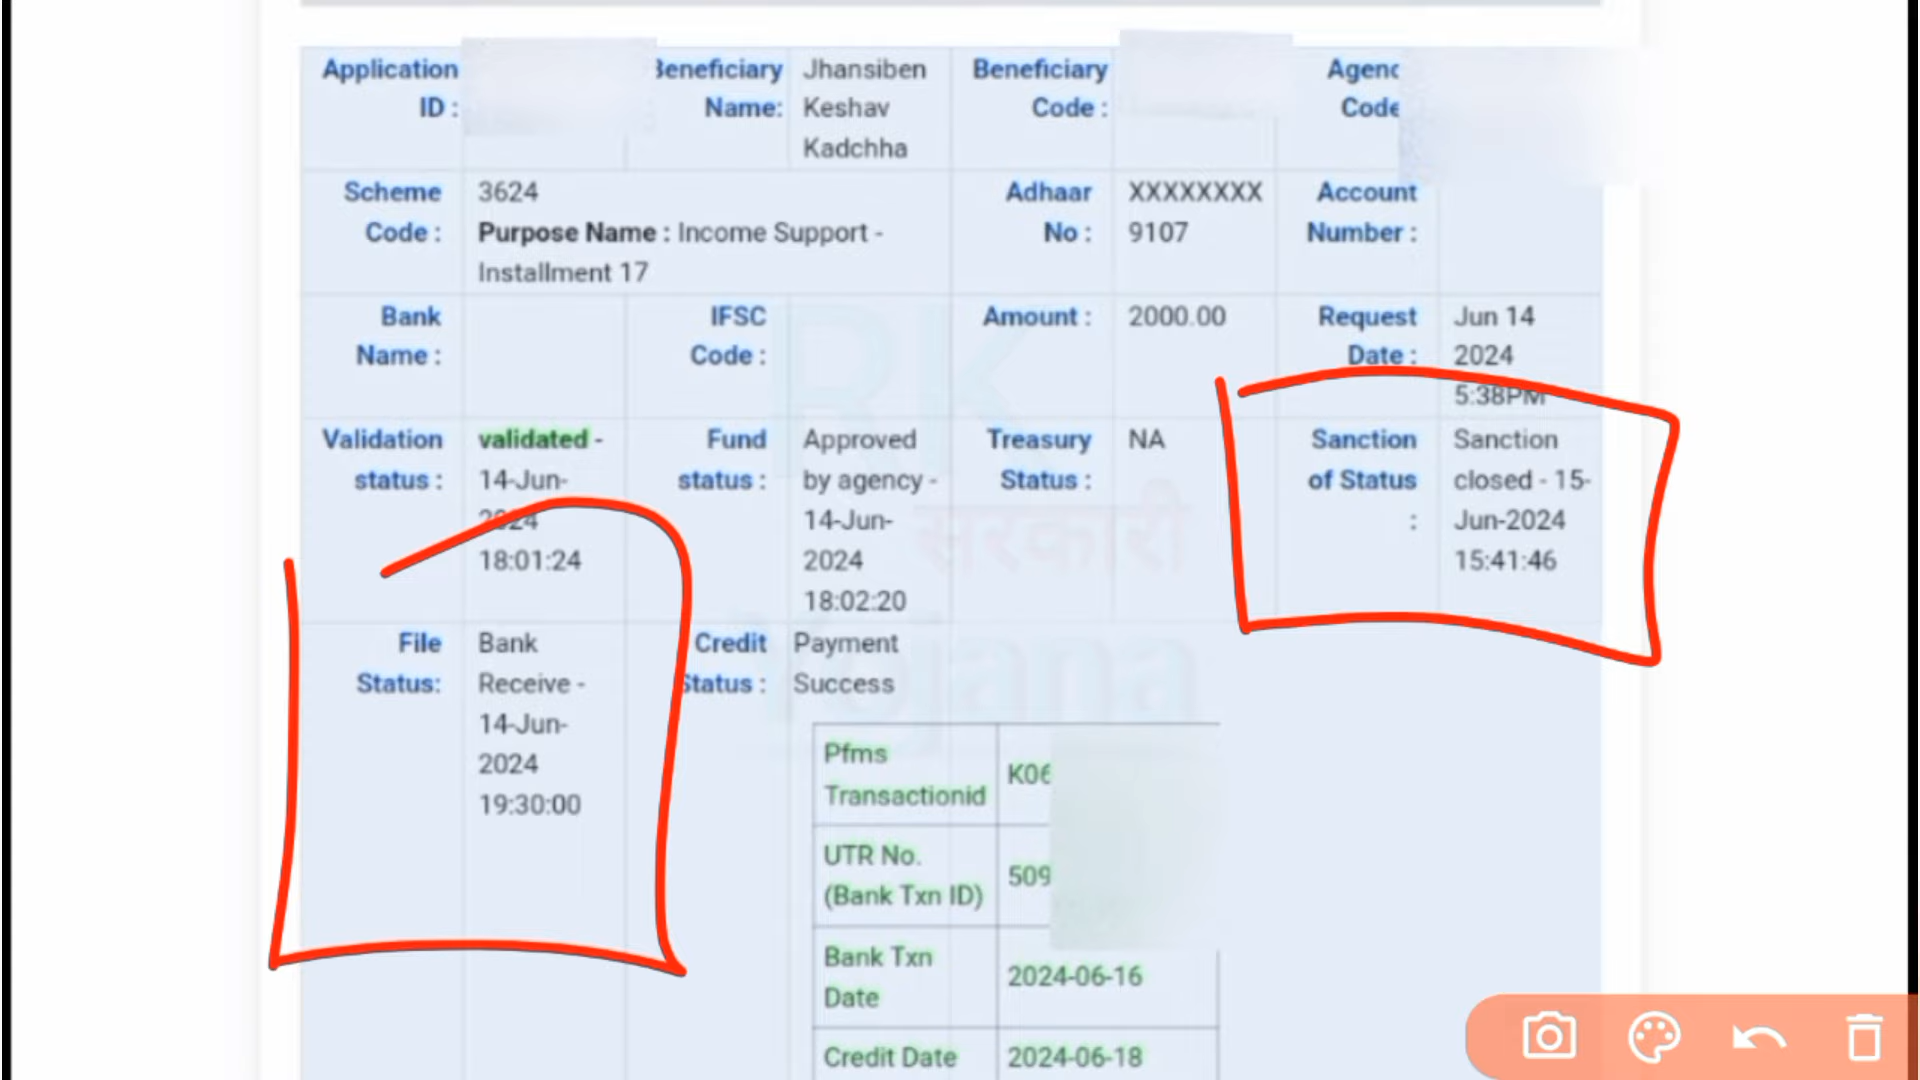 Application
ID :
Beneficiary
Name:
Jhansiben
Keshav
Kadchha
Beneficiary
Code :
Agenc
Code
Scheme
Code :
3624
Purpose Name : Income Support -
Installment 17
Adhaar
No :
XXXXXXXX
9107
Account
Number :
Bank
Name :
IFSC
Code :
Amount :
2000.00
Request
Date :
Jun 14
2024
5:38PM
Validation
status :
validated -
14-Jun-
2024
18:01:24
Fund
status :
Approved
by agency -
14-Jun-
2024
18:02:20
Treasury
Status :
NA
Sanction
of Status
:
Sanction
closed - 15-
Jun-2024
15:41:46
File
Status:
Bank
Receive -
14-Jun-
2024
19:30:00
Credit
Status :
Payment
Success
Pfms
Transactionid
K06
UTR No.
(Bank Txn ID)
509
Bank Txn
Date
2024-06-16
Credit Date
2024-06-18
RK
सरकारी
Yojana